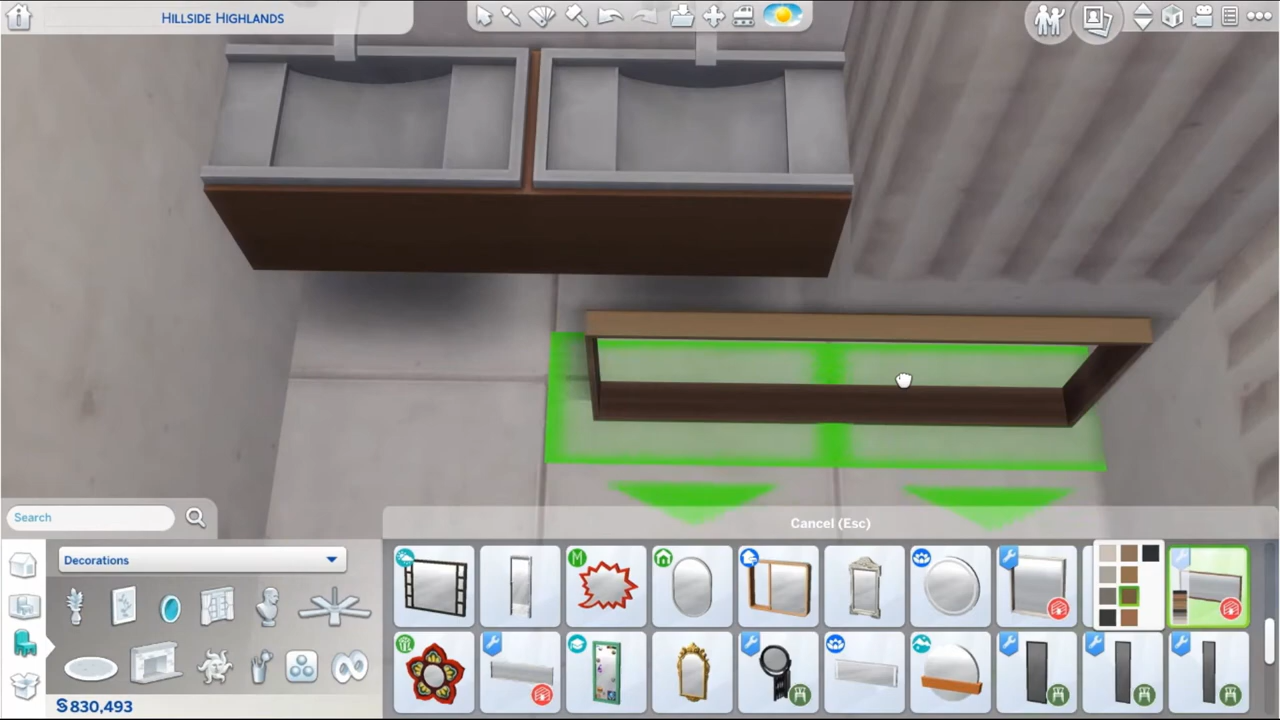 HILLSIDE HIGHLANDS
Cancel (Esc)
Search
Decorations
M
§830,493